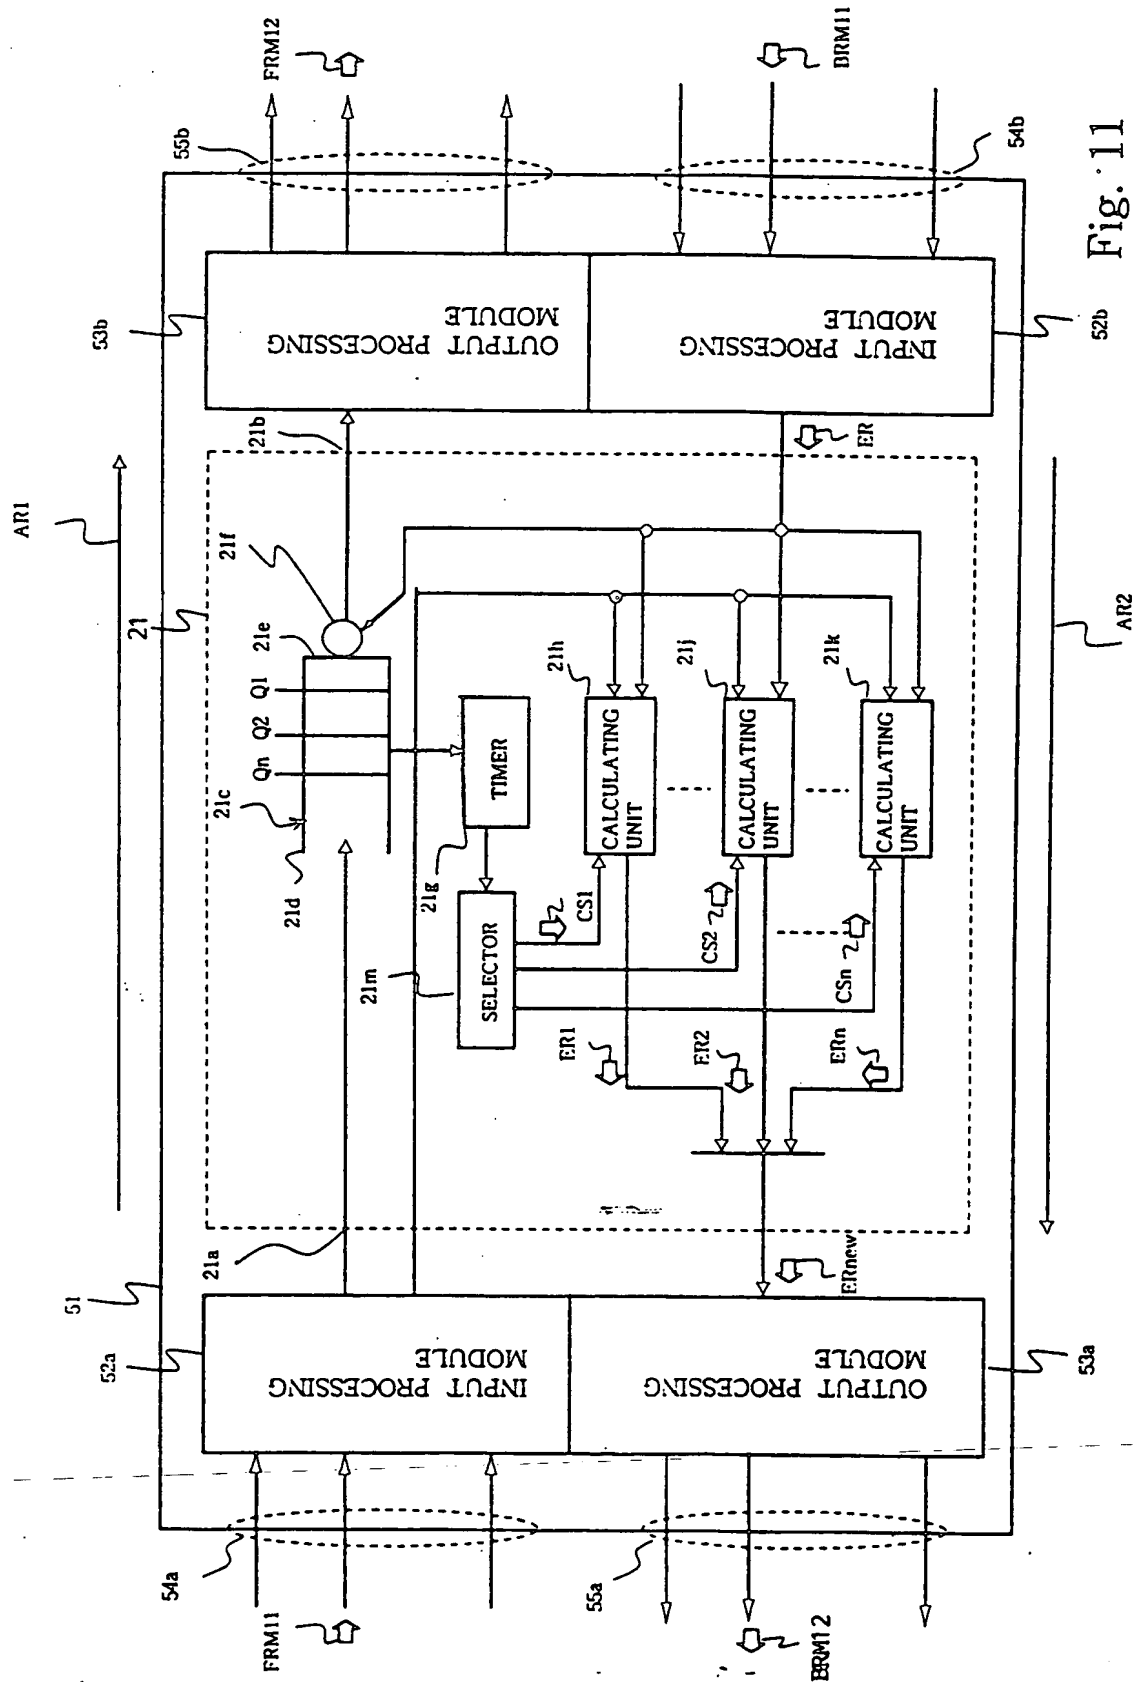 AR1
51
52a
INPUT PROCESSING
MODULE
53a
OUTPUT PROCESSING
MODULE
54a
FRM11
55a
BRM12
21
21a
21b
21c
21d
21e
21f
Qn
Q2
Q1
21g
TIMER
21m
SELECTOR
CS1
CS2
CSn
21h
CALCULATING
UNIT
21j
CALCULATING
UNIT
21k
CALCULATING
UNIT
ER1
ER2
ERn
ERnew
ER
53b
OUTPUT PROCESSING
MODULE
52b
INPUT PROCESSING
MODULE
55b
FRM12
54b
BRM11
AR2
Fig. 11